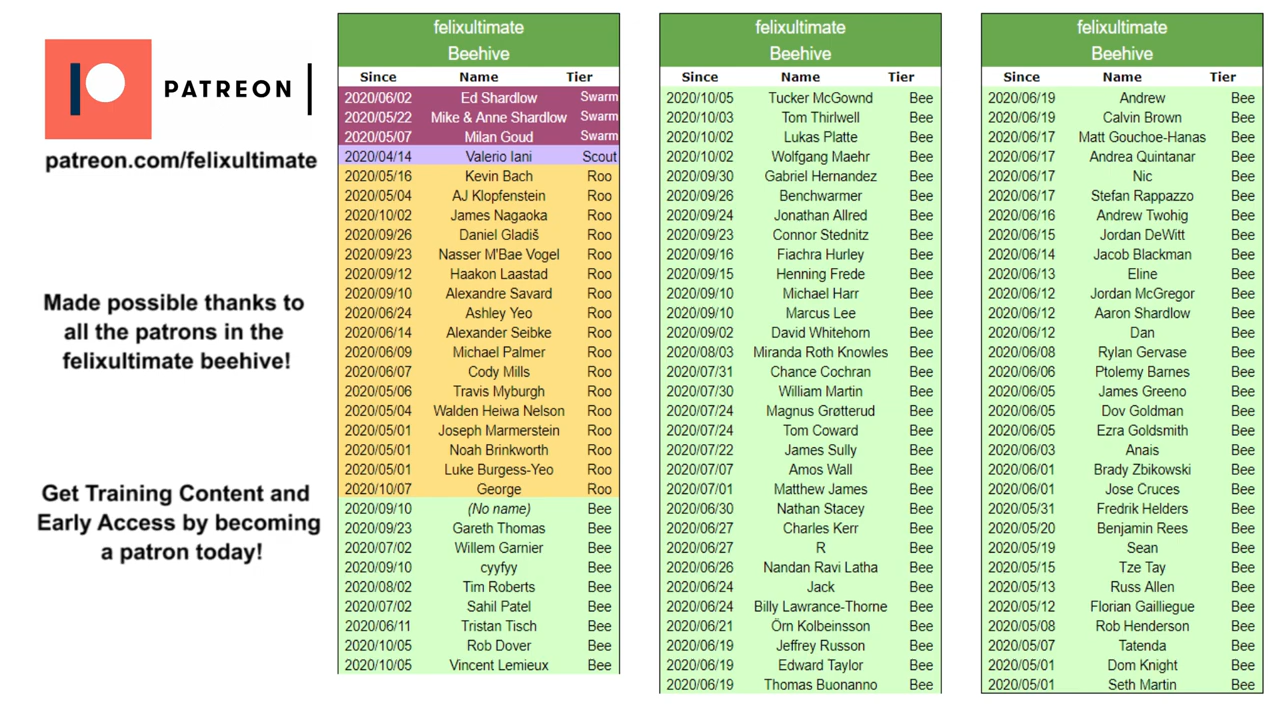 PATREON
patreon.com/felixultimate
Made possible thanks to
all the patrons in the
felixultimate beehive!
Get Training Content and
Early Access by becoming
a patron today!
felixultimate
Beehive
Since Name Tier
2020/06/02 Ed Shardlow Swarm
2020/05/22 Mike & Anne Shardlow Swarm
2020/05/07 Milan Goud Swarm
2020/04/14 Valerio Iani Scout
2020/05/16 Kevin Bach Roo
2020/05/04 AJ Klopfenstein Roo
2020/10/02 James Nagaoka Roo
2020/09/26 Daniel Gladiš Roo
2020/09/23 Nasser M'Bae Vogel Roo
2020/09/12 Haakon Laastad Roo
2020/09/10 Alexandre Savard Roo
2020/06/24 Ashley Yeo Roo
2020/06/14 Alexander Seibke Roo
2020/06/09 Michael Palmer Roo
2020/06/07 Cody Mills Roo
2020/05/06 Travis Myburgh Roo
2020/05/04 Walden Heiwa Nelson Roo
2020/05/01 Joseph Marmerstein Roo
2020/05/01 Noah Brinkworth Roo
2020/05/01 Luke Burgess-Yeo Roo
2020/10/07 George Roo
2020/09/10 (No name) Bee
2020/09/23 Gareth Thomas Bee
2020/07/02 Willem Garnier Bee
2020/09/10 cyyfyy Bee
2020/08/02 Tim Roberts Bee
2020/07/02 Sahil Patel Bee
2020/06/11 Tristan Tisch Bee
2020/10/05 Rob Dover Bee
2020/10/05 Vincent Lemieux Bee
felixultimate
Beehive
Since Name Tier
2020/10/05 Tucker McGownd Bee
2020/10/03 Tom Thirlwell Bee
2020/10/02 Lukas Platte Bee
2020/10/02 Wolfgang Maehr Bee
2020/09/30 Gabriel Hernandez Bee
2020/09/26 Benchwarmer Bee
2020/09/24 Jonathan Allred Bee
2020/09/23 Connor Stednitz Bee
2020/09/16 Fiachra Hurley Bee
2020/09/15 Henning Frede Bee
2020/09/10 Michael Harr Bee
2020/09/10 Marcus Lee Bee
2020/09/02 David Whitehorn Bee
2020/08/03 Miranda Roth Knowles Bee
2020/07/31 Chance Cochran Bee
2020/07/30 William Martin Bee
2020/07/24 Magnus Grøtterud Bee
2020/07/24 Tom Coward Bee
2020/07/22 James Sully Bee
2020/07/07 Amos Wall Bee
2020/07/01 Matthew James Bee
2020/06/30 Nathan Stacey Bee
2020/06/27 Charles Kerr Bee
2020/06/27 R Bee
2020/06/26 Nandan Ravi Latha Bee
2020/06/24 Jack Bee
2020/06/24 Billy Lawrance-Thorne Bee
2020/06/21 Örn Kolbeinsson Bee
2020/06/19 Jeffrey Russon Bee
2020/06/19 Edward Taylor Bee
2020/06/19 Thomas Buonanno Bee
felixultimate
Beehive
Since Name Tier
2020/06/19 Andrew Bee
2020/06/19 Calvin Brown Bee
2020/06/17 Matt Gouchoe-Hanas Bee
2020/06/17 Andrea Quintanar Bee
2020/06/17 Nic Bee
2020/06/17 Stefan Rappazzo Bee
2020/06/16 Andrew Twohig Bee
2020/06/15 Jordan DeWitt Bee
2020/06/14 Jacob Blackman Bee
2020/06/13 Eline Bee
2020/06/12 Jordan McGregor Bee
2020/06/12 Aaron Shardlow Bee
2020/06/12 Dan Bee
2020/06/08 Rylan Gervase Bee
2020/06/06 Ptolemy Barnes Bee
2020/06/05 James Greeno Bee
2020/06/05 Dov Goldman Bee
2020/06/05 Ezra Goldsmith Bee
2020/06/03 Anais Bee
2020/06/01 Brady Zbikowski Bee
2020/06/01 Jose Cruces Bee
2020/05/31 Fredrik Helders Bee
2020/05/20 Benjamin Rees Bee
2020/05/19 Sean Bee
2020/05/15 Tze Tay Bee
2020/05/13 Russ Allen Bee
2020/05/12 Florian Gailliegue Bee
2020/05/08 Rob Henderson Bee
2020/05/07 Tatenda Bee
2020/05/01 Dom Knight Bee
2020/05/01 Seth Martin Bee